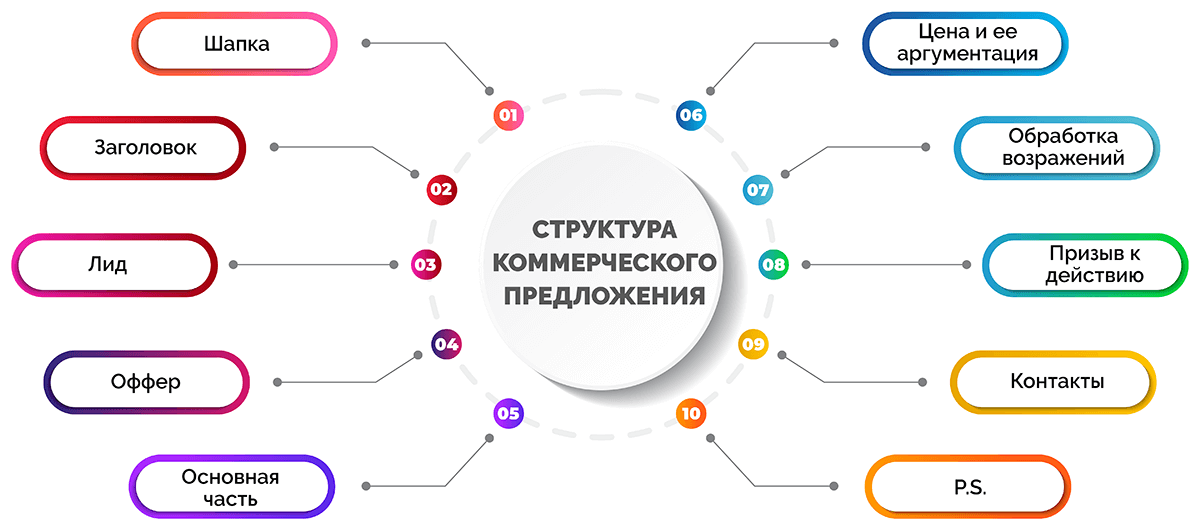 СТРУКТУРА
КОММЕРЧЕСКОГО
ПРЕДЛОЖЕНИЯ
01
Шапка
02
Заголовок
03
Лид
04
Оффер
05
Основная
часть
06
Цена и ее
аргументация
07
Обработка
возражений
08
Призыв к
действию
09
Контакты
10
P.S.